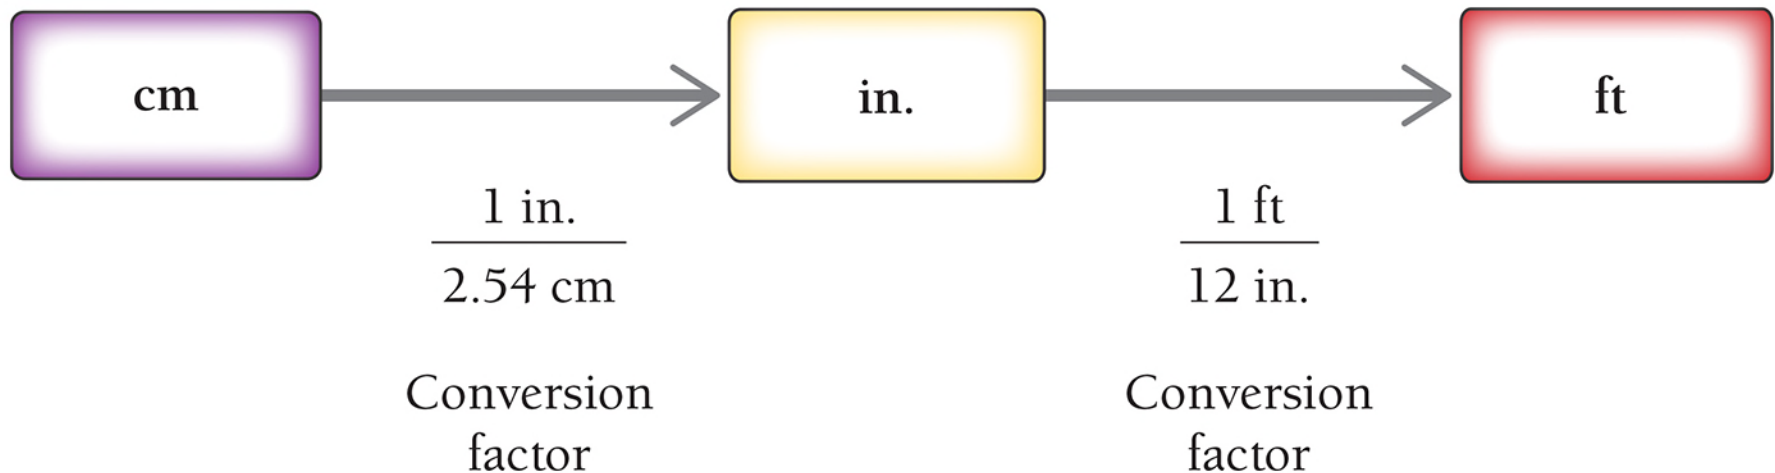 cm
in.
ft
1 in.
2.54 cm
1 ft
12 in.
Conversion
factor
Conversion
factor